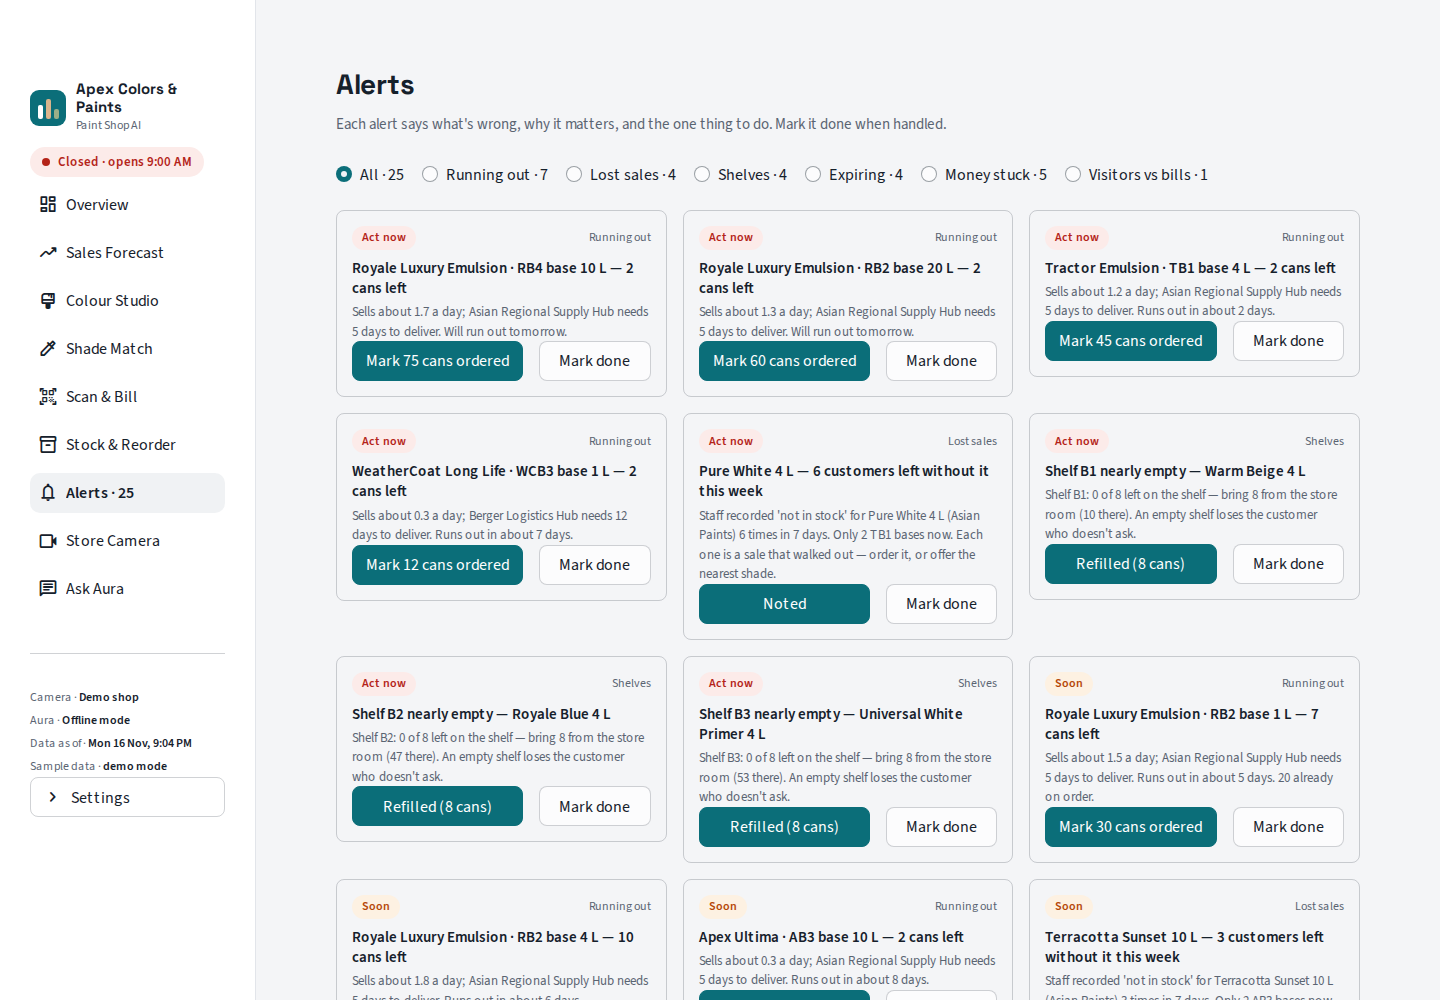 Apex Colors &
Paints
Paint Shop AI
Closed · opens 9:00 AM
Overview
Sales Forecast
Colour Studio
Shade Match
Scan & Bill
Stock & Reorder
Alerts · 25
Store Camera
Ask Aura
Camera · Demo shop
Aura · Offline mode
Data as of · Mon 16 Nov, 9:04 PM
Sample data · demo mode
Settings
Alerts
Each alert says what's wrong, why it matters, and the one thing to do. Mark it done when handled.
All · 25 Running out · 7 Lost sales · 4 Shelves · 4 Expiring · 4 Money stuck · 5 Visitors vs bills · 1
Act now Running out
Royale Luxury Emulsion · RB4 base 10 L — 2
cans left
Sells about 1.7 a day; Asian Regional Supply Hub needs
5 days to deliver. Will run out tomorrow.
Mark 75 cans ordered Mark done
Act now Running out
Royale Luxury Emulsion · RB2 base 20 L — 2
cans left
Sells about 1.3 a day; Asian Regional Supply Hub needs
5 days to deliver. Will run out tomorrow.
Mark 60 cans ordered Mark done
Act now Running out
Tractor Emulsion · TB1 base 4 L — 2 cans left
Sells about 1.2 a day; Asian Regional Supply Hub needs
5 days to deliver. Runs out in about 2 days.
Mark 45 cans ordered Mark done
Act now Running out
WeatherCoat Long Life · WCB3 base 1 L — 2
cans left
Sells about 0.3 a day; Berger Logistics Hub needs 12
days to deliver. Runs out in about 7 days.
Mark 12 cans ordered Mark done
Act now Lost sales
Pure White 4 L — 6 customers left without it
this week
Staff recorded 'not in stock' for Pure White 4 L (Asian
Paints) 6 times in 7 days. Only 2 TB1 bases now. Each
one is a sale that walked out — order it, or offer the
nearest shade.
Noted Mark done
Act now Shelves
Shelf B1 nearly empty — Warm Beige 4 L
Shelf B1: 0 of 8 left on the shelf — bring 8 from the store
room (10 there). An empty shelf loses the customer
who doesn't ask.
Refilled (8 cans) Mark done
Act now Shelves
Shelf B2 nearly empty — Royale Blue 4 L
Shelf B2: 0 of 8 left on the shelf — bring 8 from the store
room (47 there). An empty shelf loses the customer
who doesn't ask.
Refilled (8 cans) Mark done
Act now Shelves
Shelf B3 nearly empty — Universal White
Primer 4 L
Shelf B3: 0 of 8 left on the shelf — bring 8 from the store
room (53 there). An empty shelf loses the customer
who doesn't ask.
Refilled (8 cans) Mark done
Soon Running out
Royale Luxury Emulsion · RB2 base 1 L — 7
cans left
Sells about 1.5 a day; Asian Regional Supply Hub needs
5 days to deliver. Runs out in about 5 days. 20 already
on order.
Mark 30 cans ordered Mark done
Soon Running out
Royale Luxury Emulsion · RB2 base 4 L — 10
cans left
Sells about 1.8 a day; Asian Regional Supply Hub needs
5 days to deliver. Runs out in about 6 days.
Soon Running out
Apex Ultima · AB3 base 10 L — 2 cans left
Sells about 0.3 a day; Asian Regional Supply Hub needs
5 days to deliver. Runs out in about 8 days.
Soon Lost sales
Terracotta Sunset 10 L — 3 customers left
without it this week
Staff recorded 'not in stock' for Terracotta Sunset 10 L
(Asian Paints) 3 times in 7 days. Only 2 AB3 bases now.